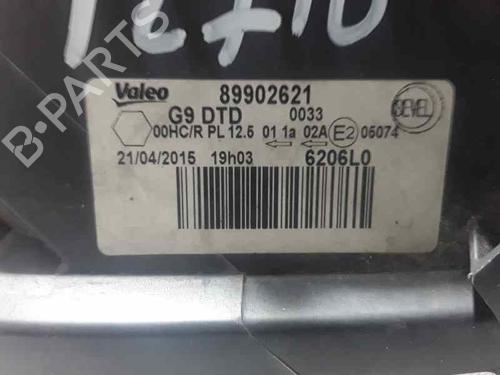 Valeo 89902621
G9 DTD 0033
SEVEL
00HC/R PL 12.5 01 1a 02A E2 05074
21/04/2015 19h03 6206L0